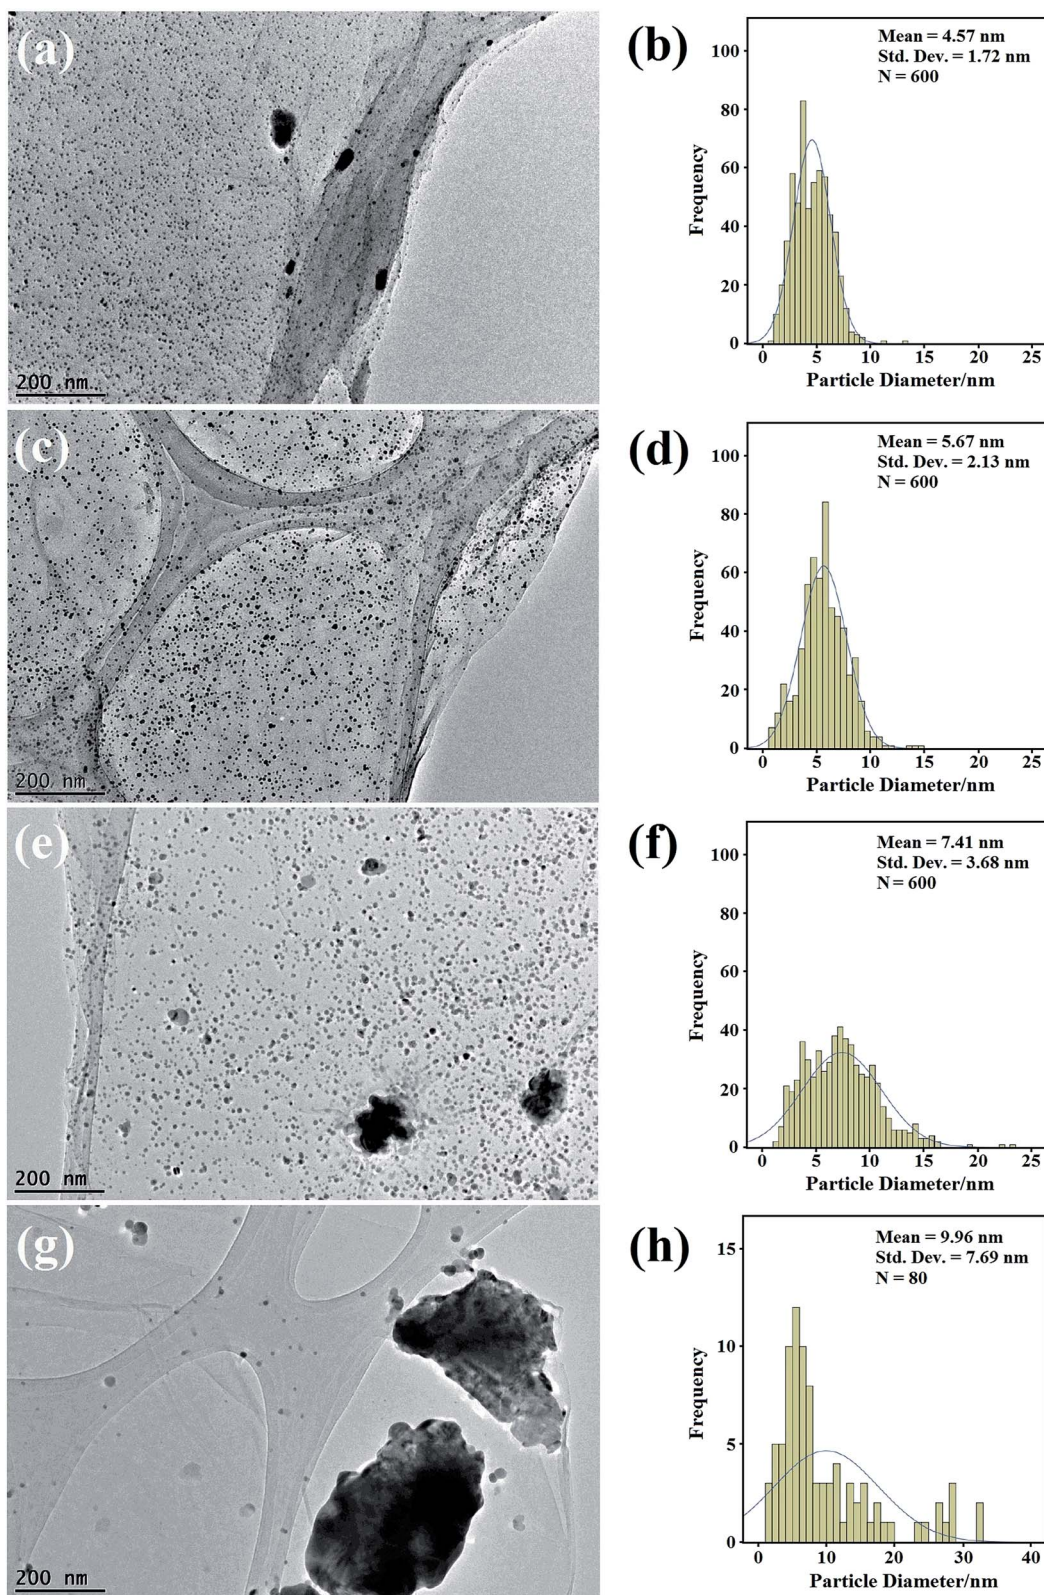 (a)
200 nm
(b)
Mean = 4.57 nm
Std. Dev. = 1.72 nm
N = 600
Frequency
100
80
60
40
20
0
0 5 10 15 20 25
Particle Diameter/nm
(c)
200 nm
(d)
Mean = 5.67 nm
Std. Dev. = 2.13 nm
N = 600
Frequency
100
80
60
40
20
0
0 5 10 15 20 25
Particle Diameter/nm
(e)
200 nm
(f)
Mean = 7.41 nm
Std. Dev. = 3.68 nm
N = 600
Frequency
100
80
60
40
20
0
0 5 10 15 20 25
Particle Diameter/nm
(g)
200 nm
(h)
Mean = 9.96 nm
Std. Dev. = 7.69 nm
N = 80
Frequency
15
10
5
0
0 10 20 30 40
Particle Diameter/nm